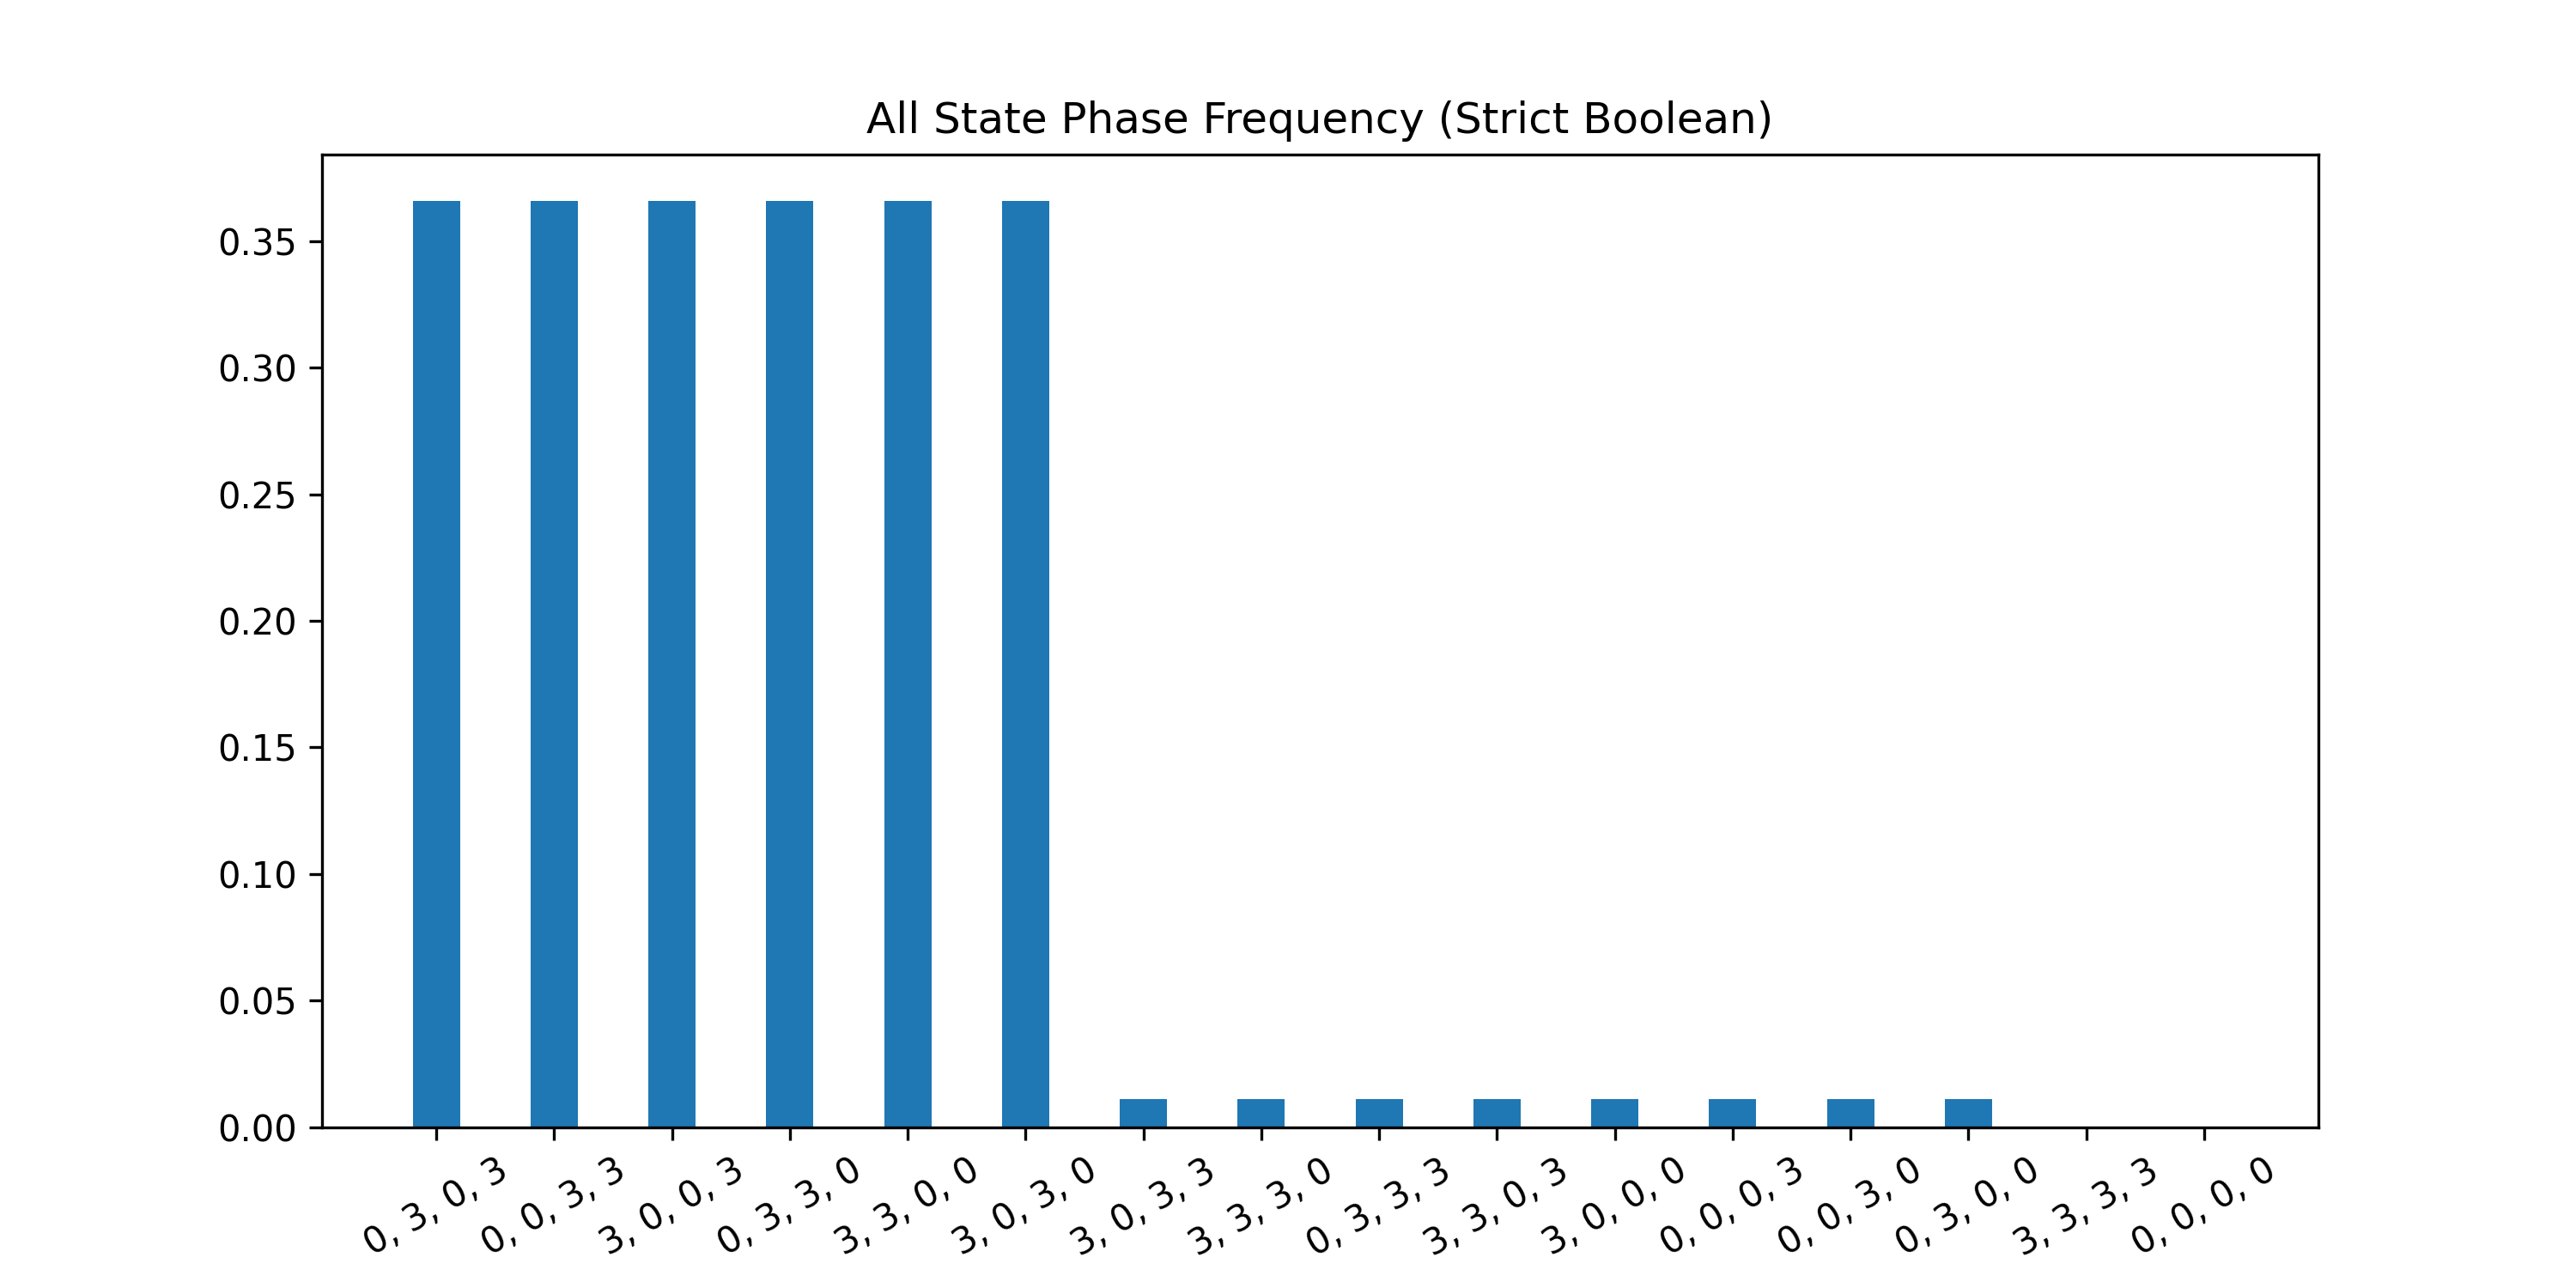 All State Phase Frequency (Strict Boolean)
0.35
0.30
0.25
0.20
0.15
0.10
0.05
0.00
0, 3, 0, 3
0, 0, 3, 3
3, 0, 0, 3
0, 3, 3, 0
3, 3, 0, 0
3, 0, 3, 0
3, 0, 3, 3
3, 3, 3, 0
0, 3, 3, 3
3, 3, 0, 3
3, 0, 0, 0
0, 0, 0, 3
0, 0, 3, 0
0, 3, 0, 0
3, 3, 3, 3
0, 0, 0, 0